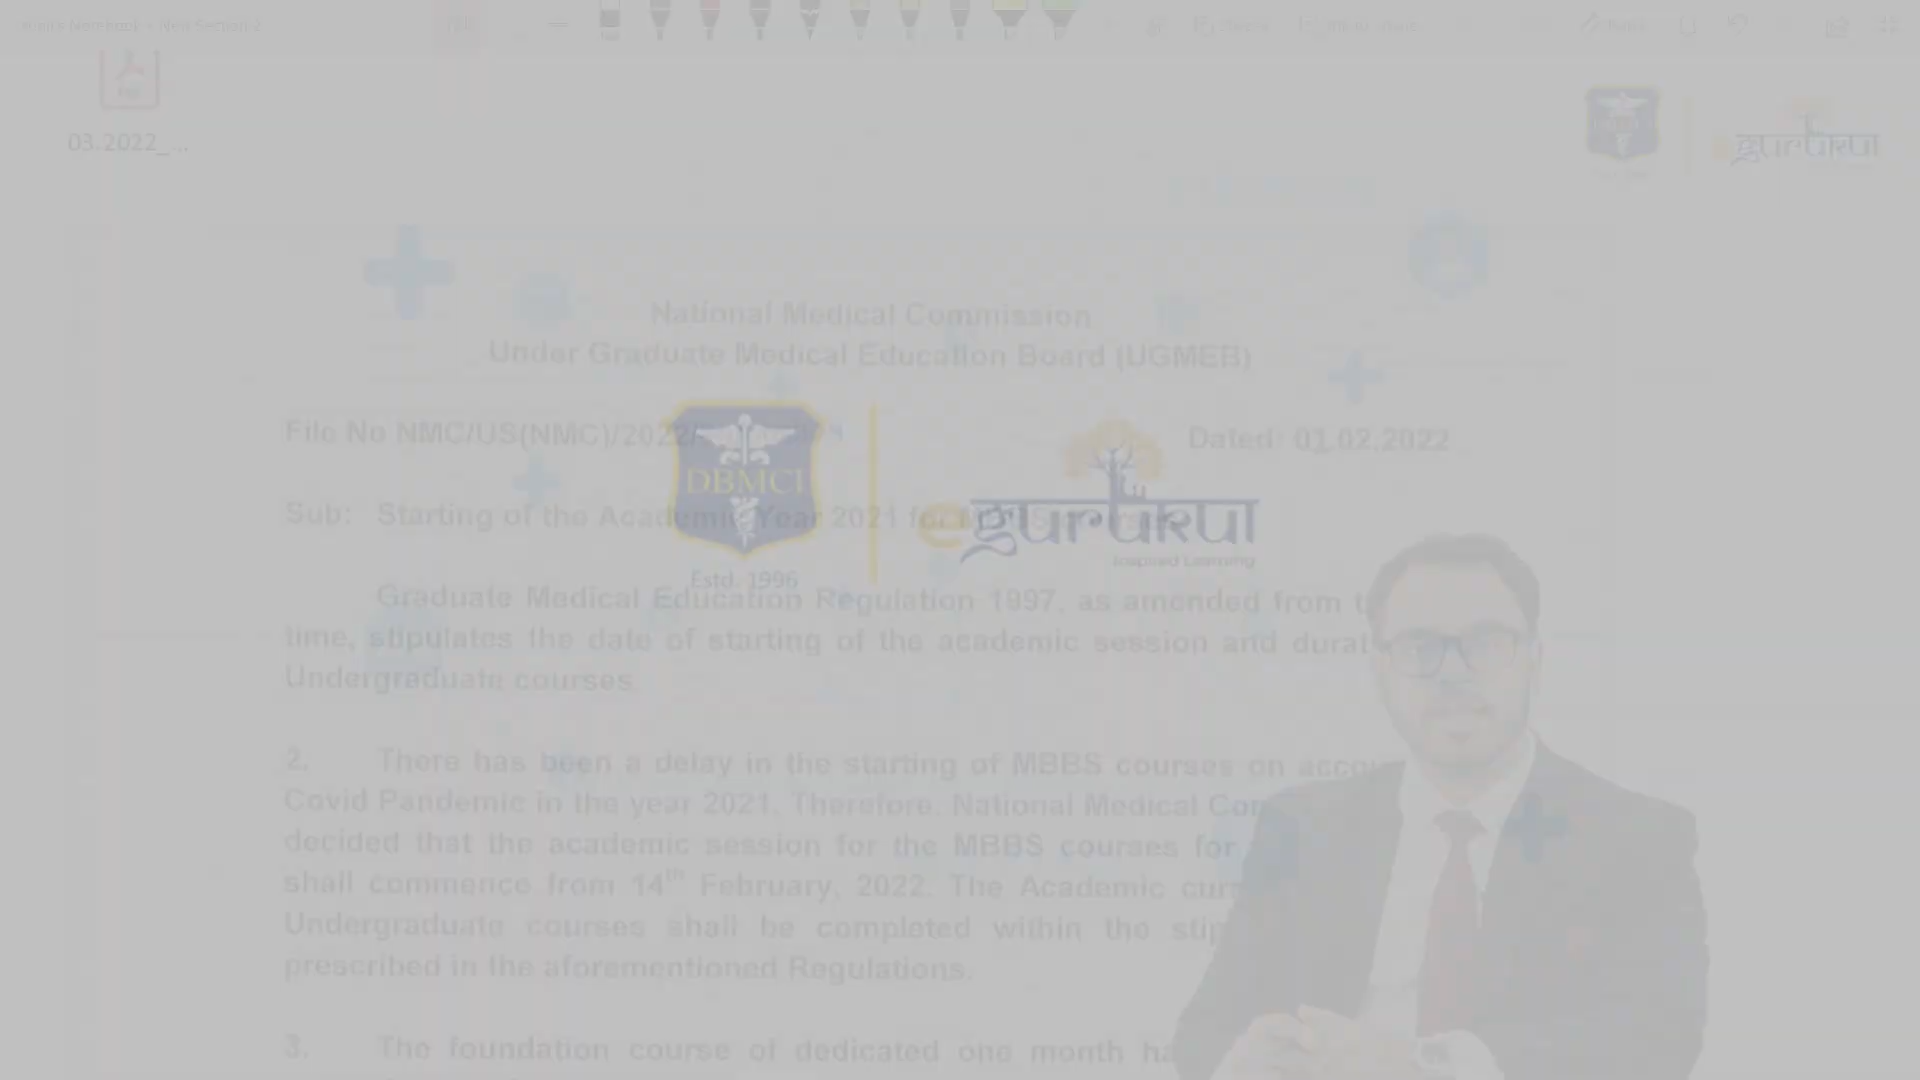 New Section 2
03.2022_...
National Medical Commission
Under Graduate Medical Education Board (UGMEB)
File No NMC/US(NMC)/2022/
Dated: 01.02.2022
DBMCI
Estd. 1996
egurukul
Inspired Learning
egurukul
Sub: Starting of the Academic Year 2021 for
Graduate Medical Education Regulation 1997, as amended from
time, stipulates the date of starting of the academic session and
Undergraduate courses
2. There has been a delay in the starting of MBBS courses on
Covid Pandemic in the year 2021. Therefore, National Medical
decided that the academic session for the MBBS courses for
shall commence from 14th February, 2022. The Academic
Undergraduate courses shall be completed within the
prescribed in the aforementioned Regulations.
3. The foundation course of dedicated one month